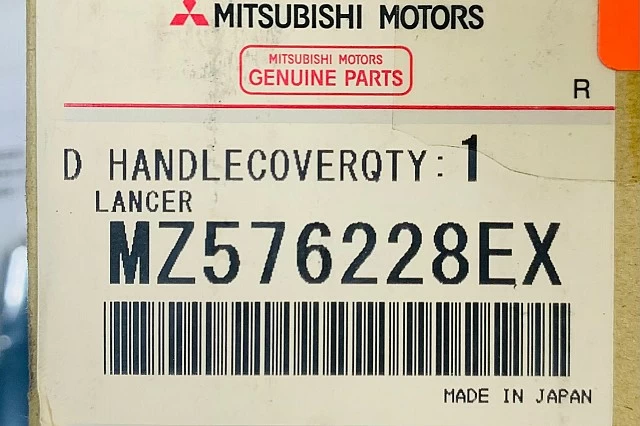 MITSUBISHI MOTORS
MITSUBISHI MOTORS
GENUINE PARTS
R
D HANDLECOVERQTY: 1
LANCER
MZ576228EX
MADE IN JAPAN